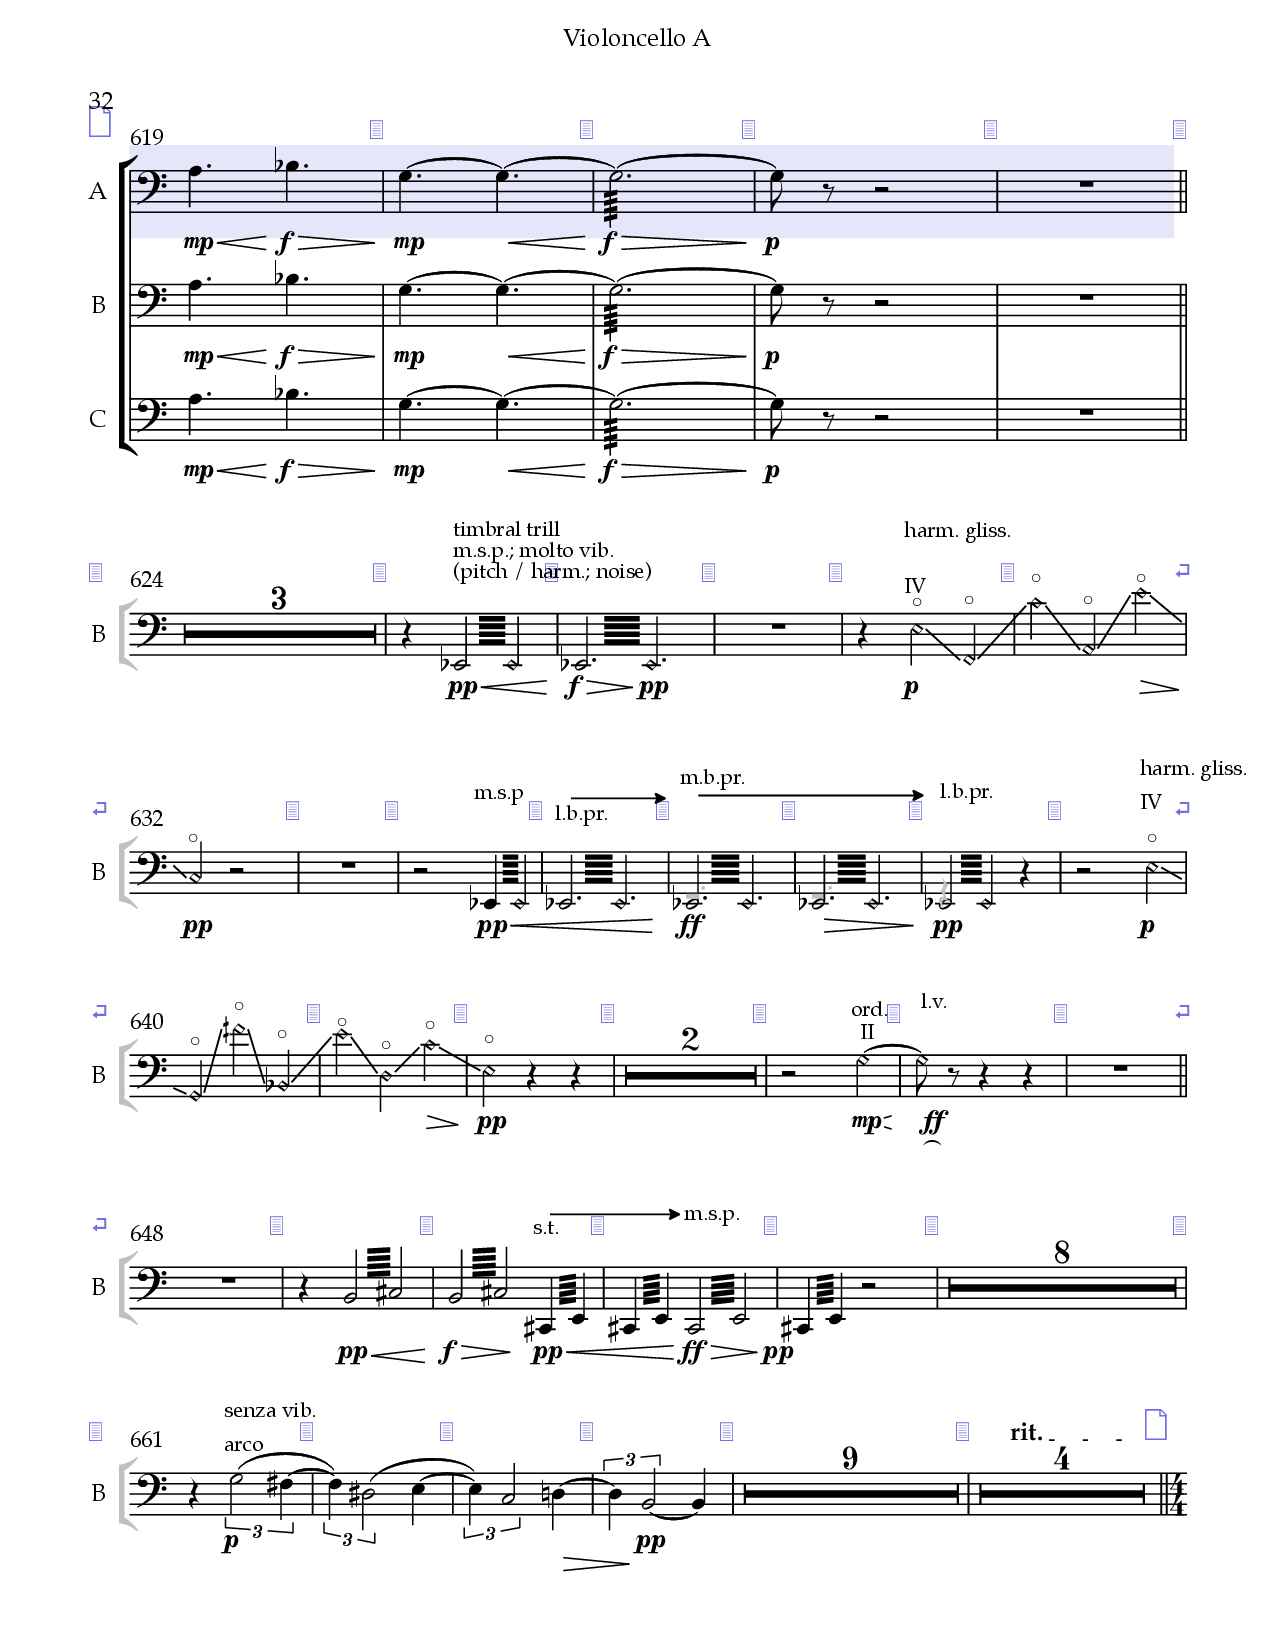 Violoncello A
32
619
A
mp f mp f p
B
mp f mp f p
C
mp f mp f p
timbral trill
m.s.p.; molto vib.
(pitch / harm.; noise)
harm. gliss.
624
3
IV
B
pp f pp p
harm. gliss.
m.b.pr.
m.s.p
l.b.pr.
l.b.pr.
IV
632
B
pp pp ff pp p
640
ord.
II
l.v.
2
B
pp mp ff
648
s.t.
m.s.p.
8
B
pp f pp ff pp
senza vib.
arco
rit.
661
3
9
4
B
4
4
3 3 3
p pp